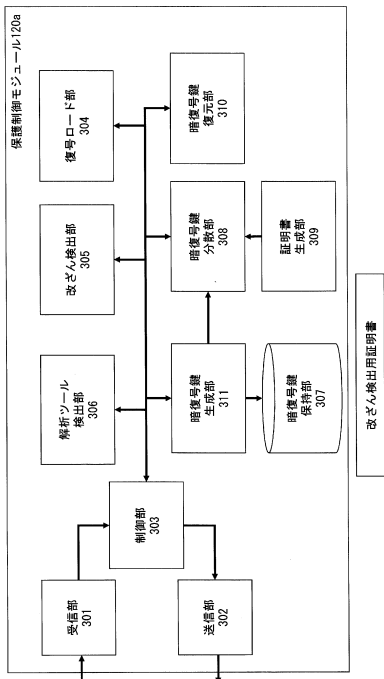 保護制御モジュール120a
受信部
301
送信部
302
制御部
303
解析ツール
検出部
306
改ざん検出部
305
復号ロード部
304
暗復号鍵
生成部
311
暗復号鍵
分散部
308
暗復号鍵
復元部
310
暗復号鍵
保持部
307
証明書
生成部
309
改ざん検出用証明書